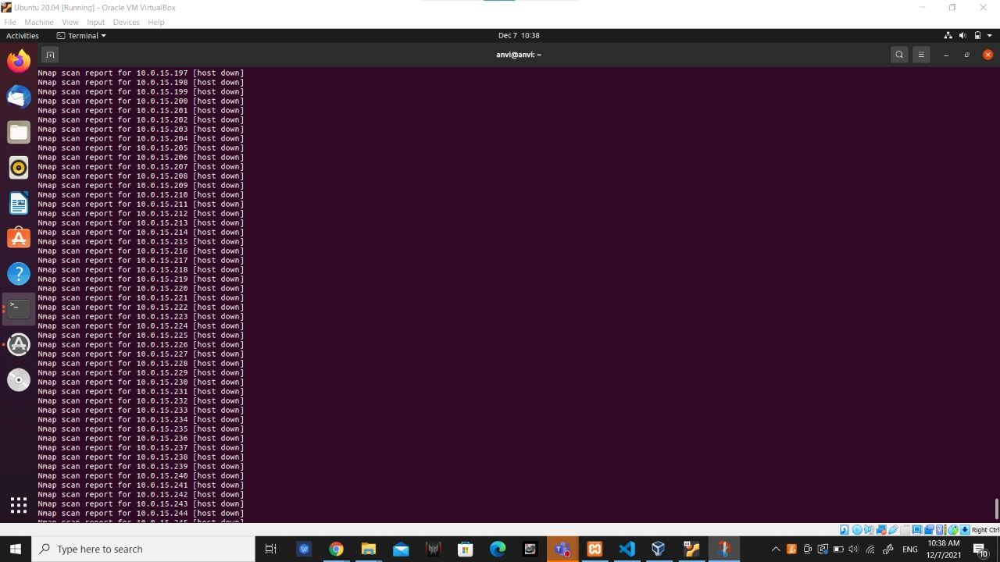 Ubuntu 20.04 [Running] - Oracle VM VirtualBox
File Machine View Input Devices Help
Activities Terminal Dec 7 10:38
anvi@anvi: ~
Nmap scan report for 10.0.15.197 [host down]
Nmap scan report for 10.0.15.198 [host down]
Nmap scan report for 10.0.15.199 [host down]
Nmap scan report for 10.0.15.200 [host down]
Nmap scan report for 10.0.15.201 [host down]
Nmap scan report for 10.0.15.202 [host down]
Nmap scan report for 10.0.15.203 [host down]
Nmap scan report for 10.0.15.204 [host down]
Nmap scan report for 10.0.15.205 [host down]
Nmap scan report for 10.0.15.206 [host down]
Nmap scan report for 10.0.15.207 [host down]
Nmap scan report for 10.0.15.208 [host down]
Nmap scan report for 10.0.15.209 [host down]
Nmap scan report for 10.0.15.210 [host down]
Nmap scan report for 10.0.15.211 [host down]
Nmap scan report for 10.0.15.212 [host down]
Nmap scan report for 10.0.15.213 [host down]
Nmap scan report for 10.0.15.214 [host down]
Nmap scan report for 10.0.15.215 [host down]
Nmap scan report for 10.0.15.216 [host down]
Nmap scan report for 10.0.15.217 [host down]
Nmap scan report for 10.0.15.218 [host down]
Nmap scan report for 10.0.15.219 [host down]
Nmap scan report for 10.0.15.220 [host down]
Nmap scan report for 10.0.15.221 [host down]
Nmap scan report for 10.0.15.222 [host down]
Nmap scan report for 10.0.15.223 [host down]
Nmap scan report for 10.0.15.224 [host down]
Nmap scan report for 10.0.15.225 [host down]
Nmap scan report for 10.0.15.226 [host down]
Nmap scan report for 10.0.15.227 [host down]
Nmap scan report for 10.0.15.228 [host down]
Nmap scan report for 10.0.15.229 [host down]
Nmap scan report for 10.0.15.230 [host down]
Nmap scan report for 10.0.15.231 [host down]
Nmap scan report for 10.0.15.232 [host down]
Nmap scan report for 10.0.15.233 [host down]
Nmap scan report for 10.0.15.234 [host down]
Nmap scan report for 10.0.15.235 [host down]
Nmap scan report for 10.0.15.236 [host down]
Nmap scan report for 10.0.15.237 [host down]
Nmap scan report for 10.0.15.238 [host down]
Nmap scan report for 10.0.15.239 [host down]
Nmap scan report for 10.0.15.240 [host down]
Nmap scan report for 10.0.15.241 [host down]
Nmap scan report for 10.0.15.242 [host down]
Nmap scan report for 10.0.15.243 [host down]
Nmap scan report for 10.0.15.244 [host down]
Nmap scan report for 10.0.15.245 [host down]
Right Ctrl
Type here to search
ENG
10:38 AM
12/7/2021
10